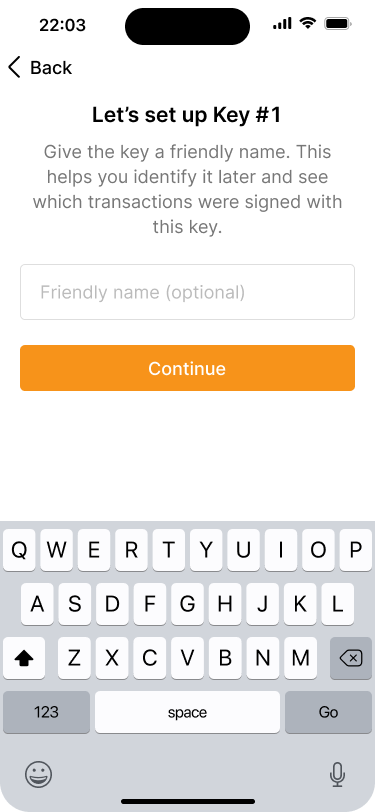 22:03
Back
Let's set up Key #1
Give the key a friendly name. This
helps you identify it later and see
which transactions were signed with
this key.
Friendly name (optional)
Continue
Q W E R T Y U I O P
A S D F G H J K L
Z X C V B N M
123 space Go